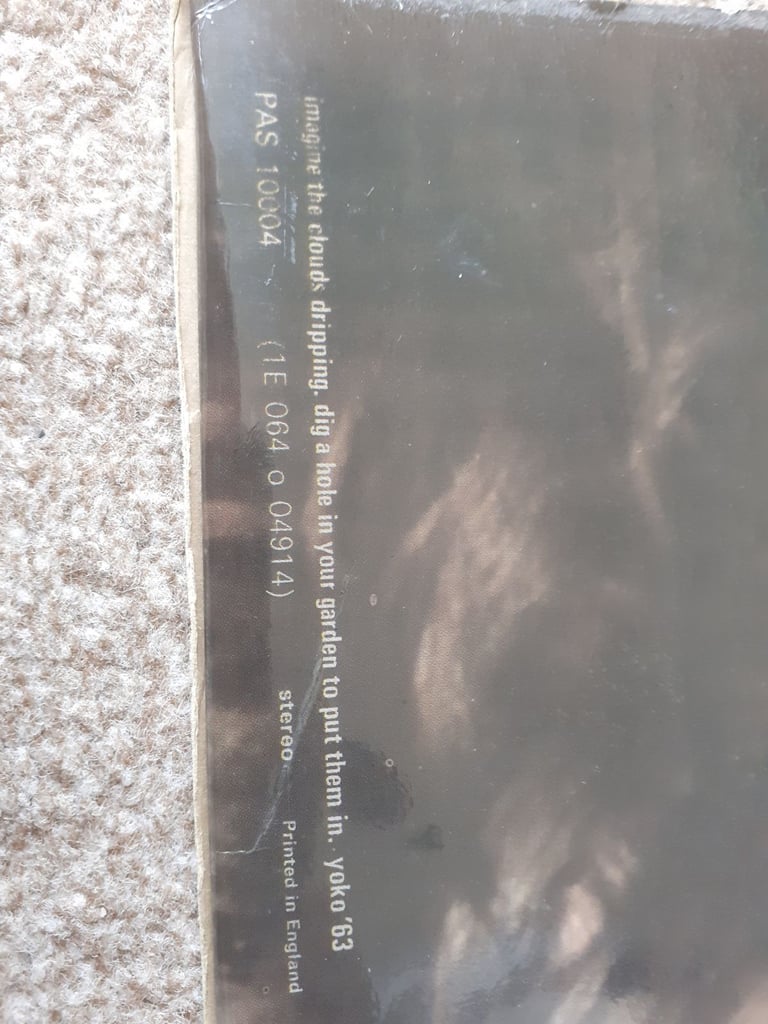 imagine the clouds dripping. dig a hole in your garden to put them in. yoko '63
PAS 10004 (1E 064 o 04914) stereo Printed in England